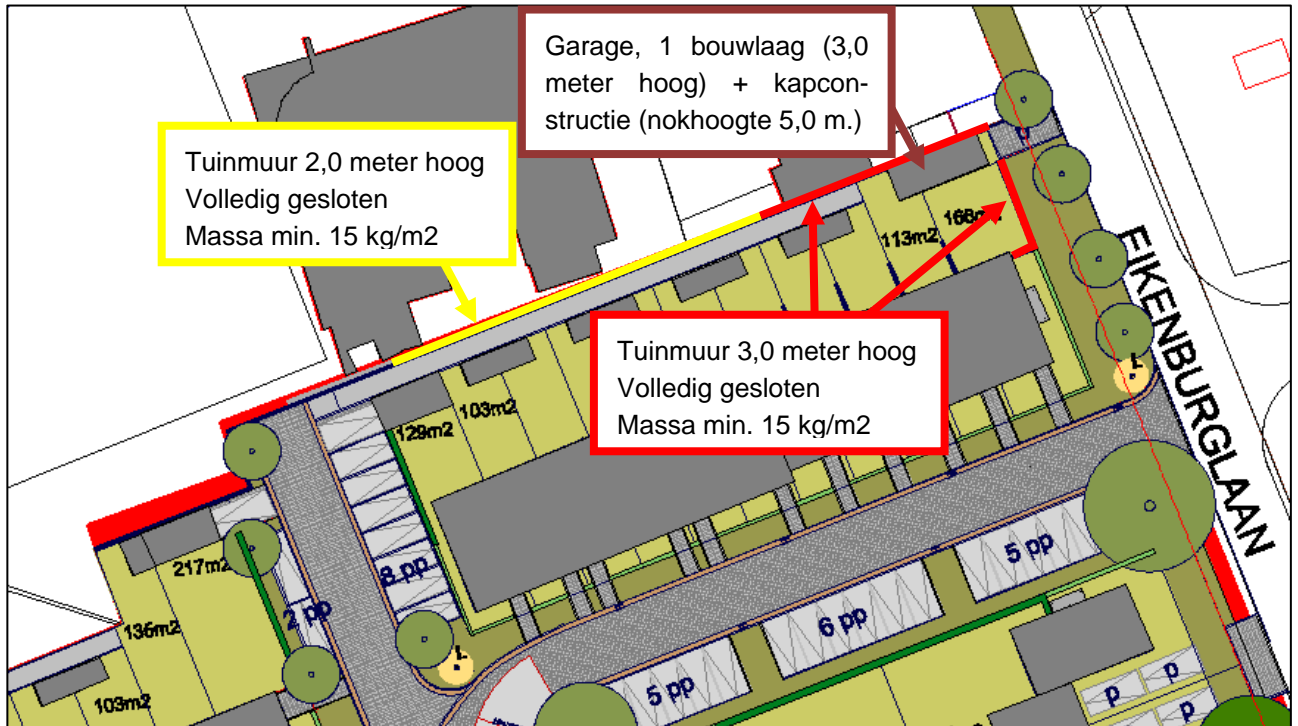 Garage, 1 bouwlaag (3,0
meter hoog) + kapcon-
structie (nokhoogte 5,0 m.)
Tuinmuur 2,0 meter hoog
Volledig gesloten
Massa min. 15 kg/m2
Tuinmuur 3,0 meter hoog
Volledig gesloten
Massa min. 15 kg/m2
EIKENBURGLAAN
113m2
103m2
129m2
217m2
135m2
103m2
8 pp
2 pp
5 pp
6 pp
5 pp
P
P
P
P
L
L